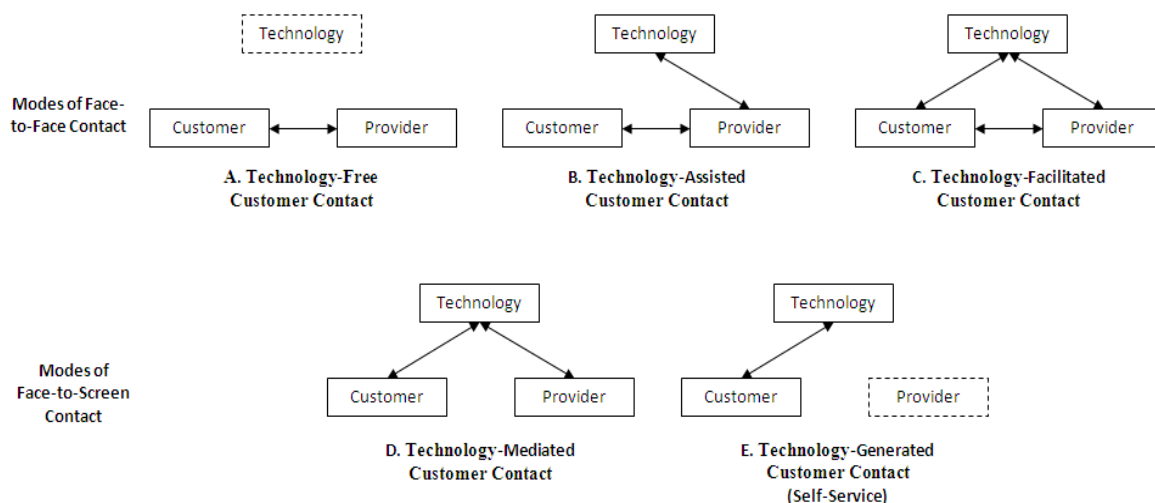 Technology
Technology
Technology
Modes of Face-
to-Face Contact
Customer
Provider
Customer
Provider
Customer
Provider
A. Technology-Free
Customer Contact
B. Technology-Assisted
Customer Contact
C. Technology-Facilitated
Customer Contact
Technology
Technology
Modes of
Face-to-Screen
Contact
Customer
Provider
Customer
Provider
D. Technology-Mediated
Customer Contact
E. Technology-Generated
Customer Contact
(Self-Service)